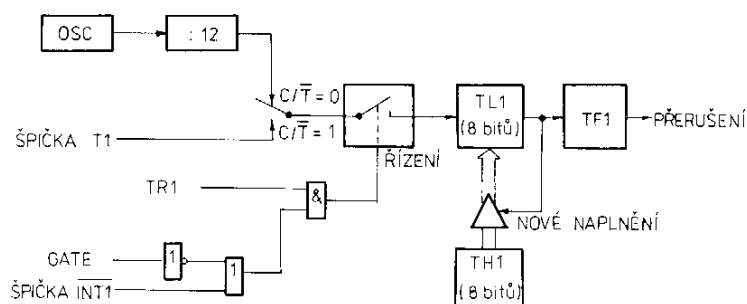 OSC
: 12
C/T̅ = 0
C/T̅ = 1
ŠPIČKA T1
ŘÍZENÍ
TL1
(8 bitů)
TF1
PŘERUŠENÍ
TR1
&
NOVÉ NAPLNĚNÍ
GATE
1
1
ŠPIČKA I̅N̅T̅1̅
TH1
(8 bitů)